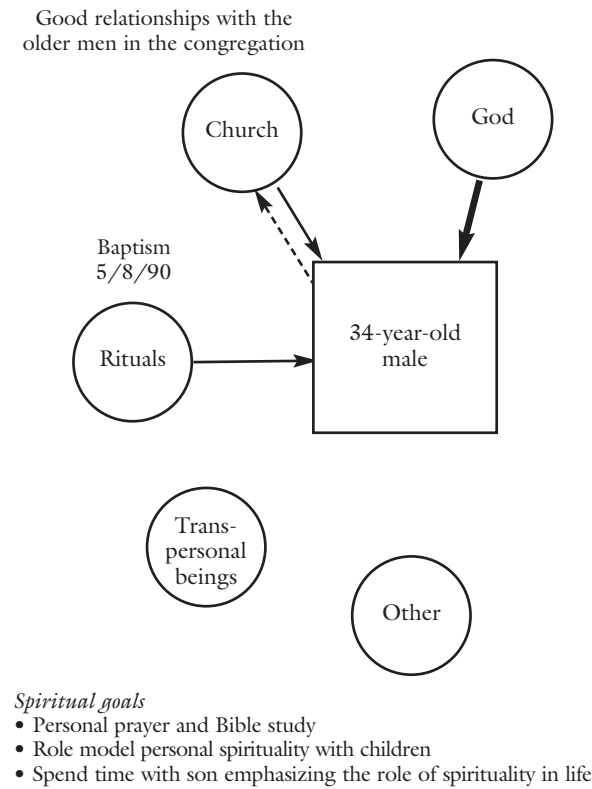 Good relationships with the
older men in the congregation
Church
God
Baptism
5/8/90
Rituals
34-year-old
male
Trans-
personal
beings
Other
Spiritual goals
• Personal prayer and Bible study
• Role model personal spirituality with children
• Spend time with son emphasizing the role of spirituality in life